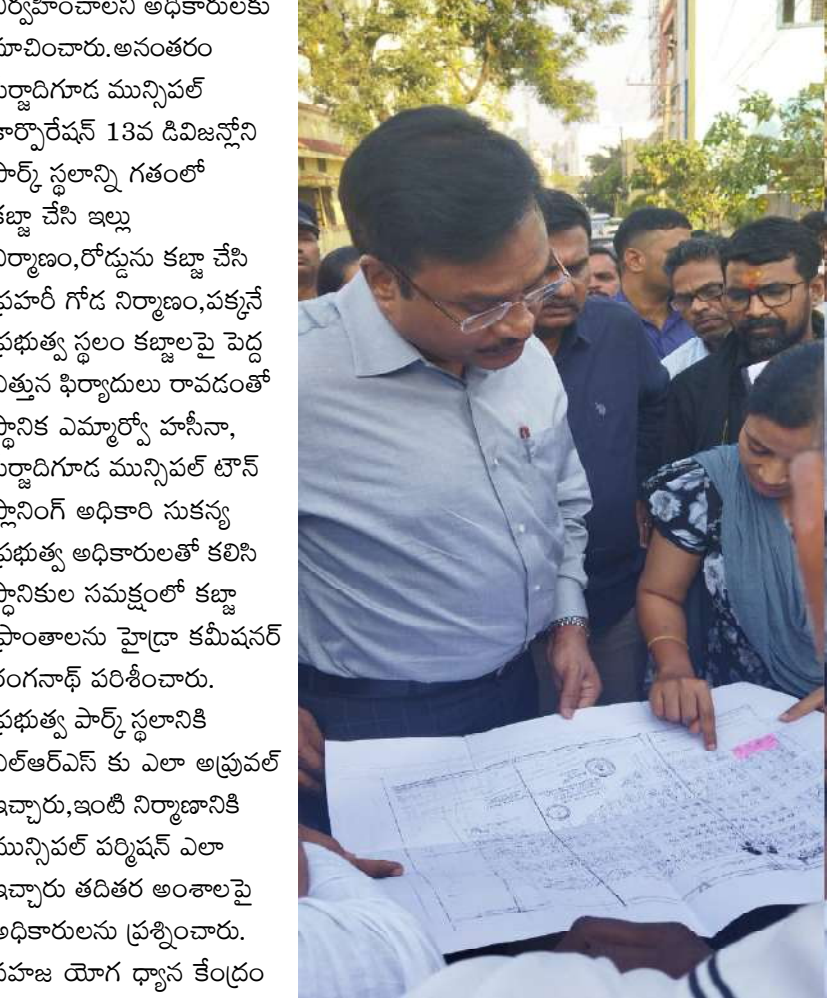 నిర్వహించాలని అధికారులకు
సూచించారు.అనంతరం
పీర్జాదిగూడ మున్సిపల్
కార్పొరేషన్ 13వ డివిజన్లోని
పార్క్ స్థలాన్ని గతంలో
కబ్జా చేసి ఇల్లు
నిర్మాణం,రోడ్డును కబ్జా చేసి
ప్రహరీ గోడ నిర్మాణం,పక్కనే
ప్రభుత్వ స్థలం కబ్జాలపై పెద్ద
ఎత్తున ఫిర్యాదులు రావడంతో
స్థానిక ఎమ్మార్వో హసీనా,
పీర్జాదిగూడ మున్సిపల్ టౌన్
ప్లానింగ్ అధికారి సుకన్య
ప్రభుత్వ అధికారులతో కలిసి
స్థానికుల సమక్షంలో కబ్జా
ప్రాంతాలను హైడ్రా కమీషనర్
రంగనాథ్ పరిశీంచారు.
ప్రభుత్వ పార్క్ స్థలానికి
ఎల్ఆర్ఎస్ కు ఎలా అప్రువల్
ఇచ్చారు,ఇంటి నిర్మాణానికి
మున్సిపల్ పర్మిషన్ ఎలా
ఇచ్చారు తదితర అంశాలపై
అధికారులను ప్రశ్నించారు.
సహజ యోగ ధ్యాన కేంద్రం